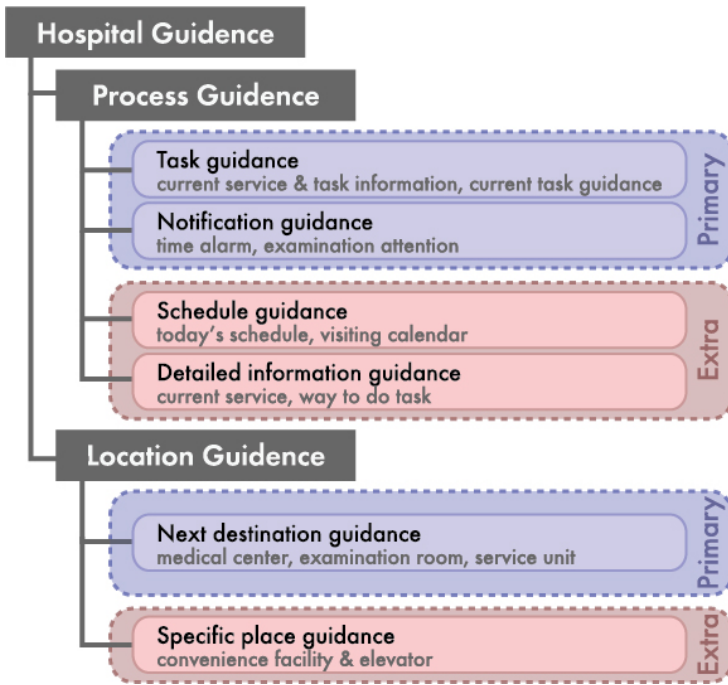 Hospital Guidence
Process Guidence
Task guidance
current service & task information, current task guidance
Notification guidance
time alarm, examination attention
Primary
Schedule guidance
today's schedule, visiting calendar
Detailed information guidance
current service, way to do task
Extra
Location Guidence
Next destination guidance
medical center, examination room, service unit
Primary
Specific place guidance
convenience facility & elevator
Extra